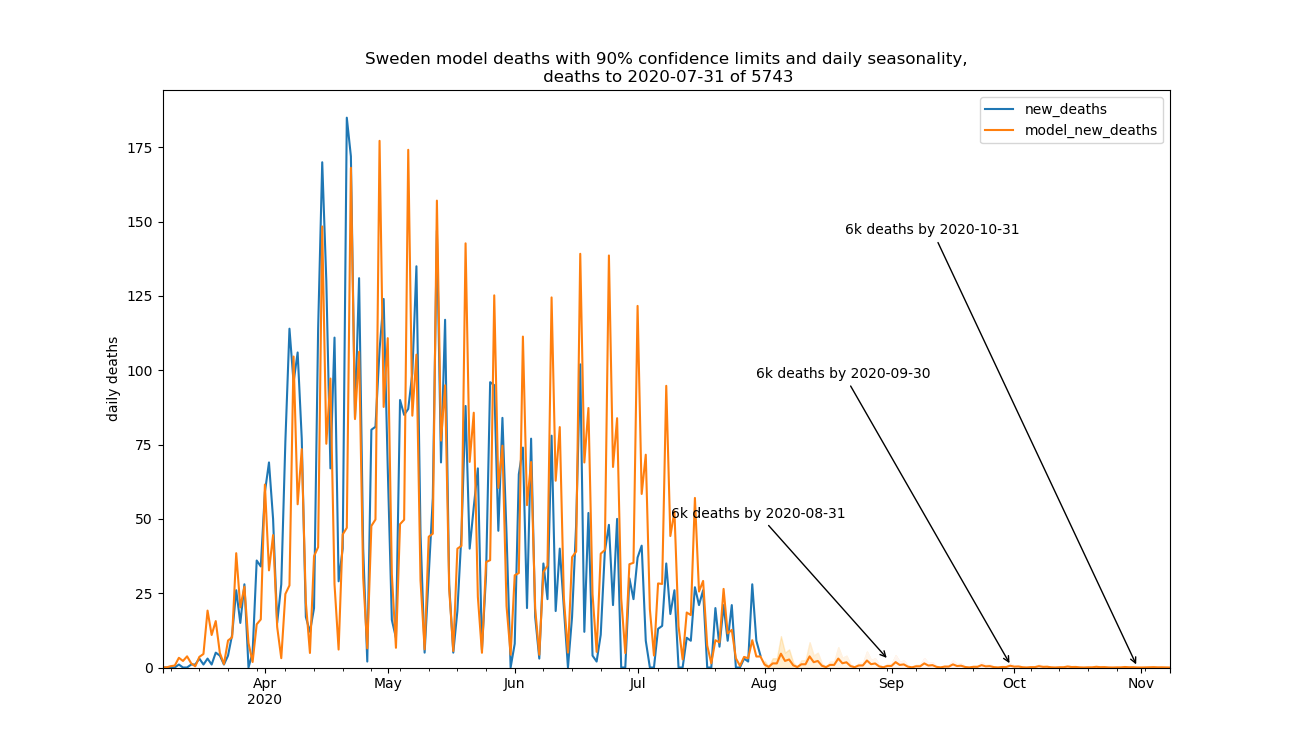 Sweden model deaths with 90% confidence limits and daily seasonality,
deaths to 2020-07-31 of 5743
new_deaths
model_new_deaths
daily deaths
175
150
125
100
75
50
25
0
6k deaths by 2020-10-31
6k deaths by 2020-09-30
6k deaths by 2020-08-31
Apr
2020
May
Jun
Jul
Aug
Sep
Oct
Nov